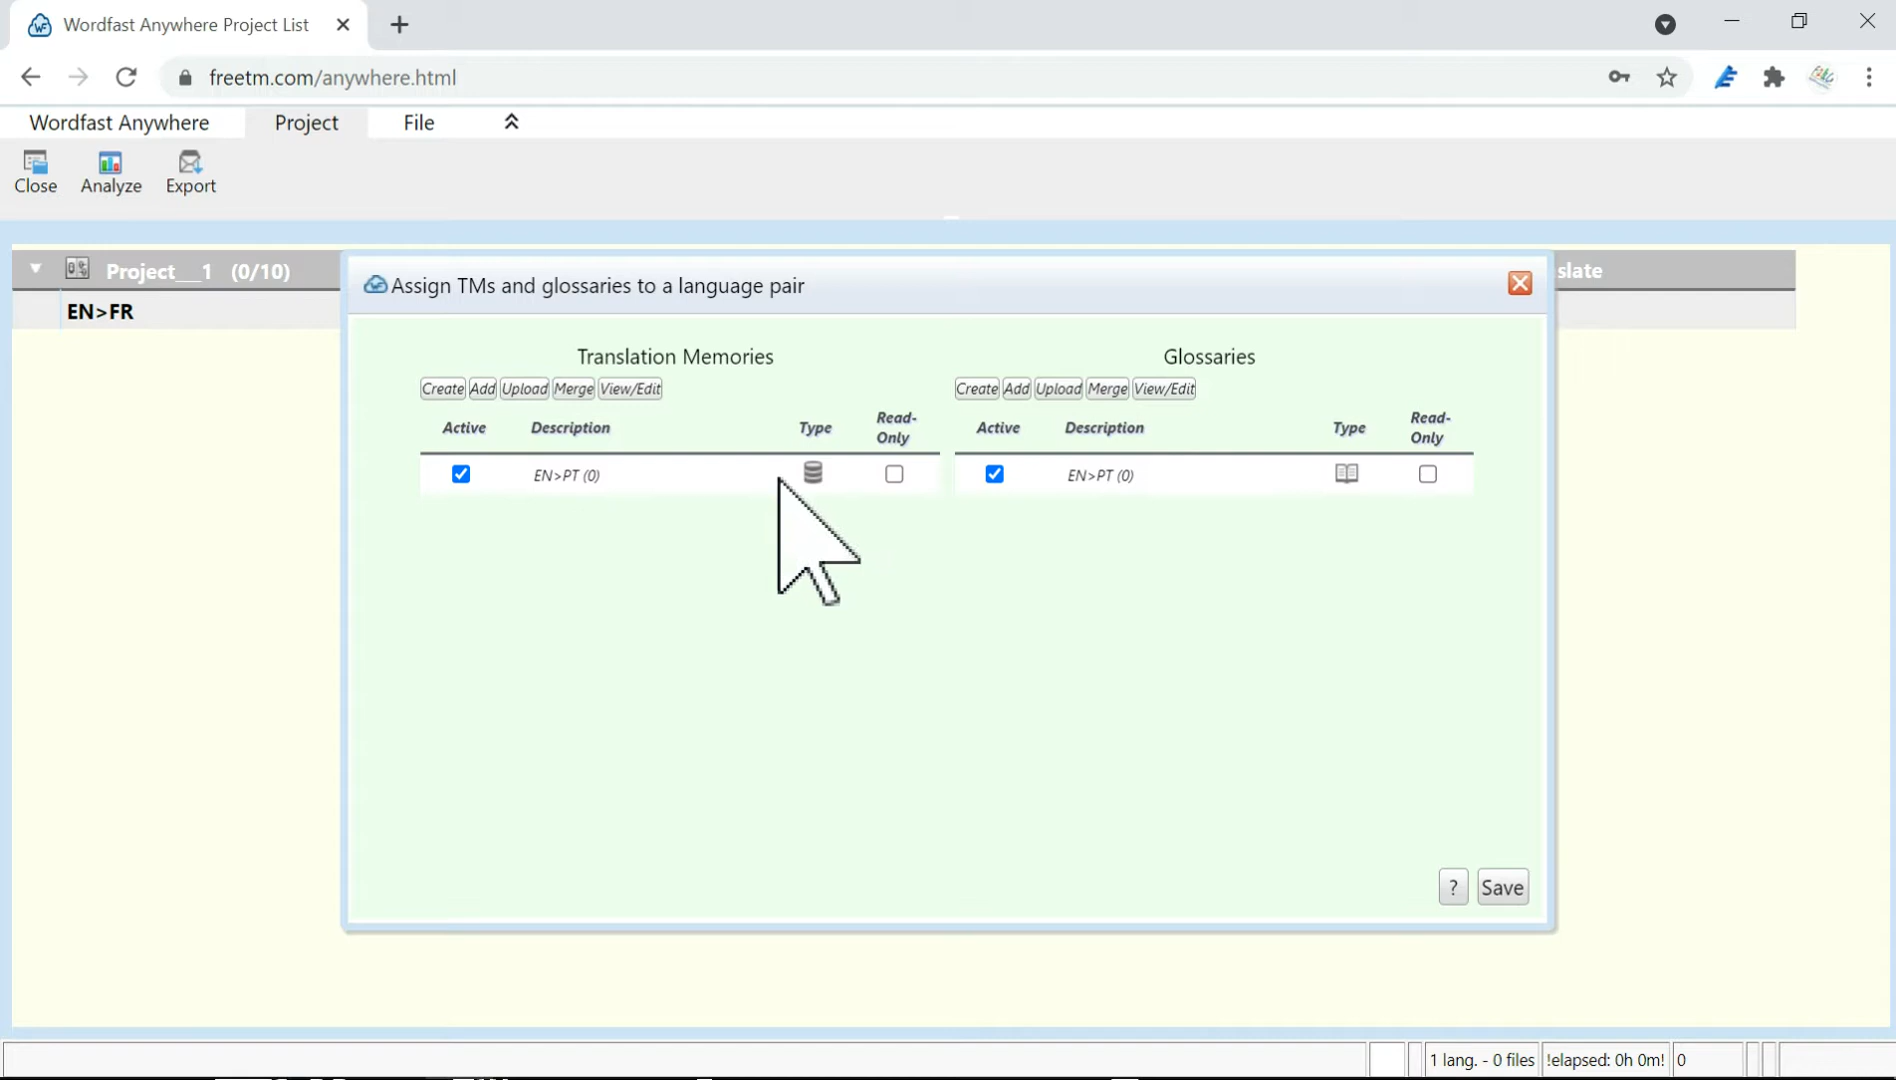 Wordfast Anywhere Project List
freetm.com/anywhere.html
Wordfast Anywhere Project File
Close Analyze Export
Project__1 (0/10) slate
EN>FR
Assign TMs and glossaries to a language pair
Translation Memories Glossaries
Create Add Upload Merge View/Edit Create Add Upload Merge View/Edit
Active Description Type Read-Only Active Description Type Read-Only
EN>PT (0) EN>PT (0)
? Save
1 lang. - 0 files !elapsed: 0h 0m! 0